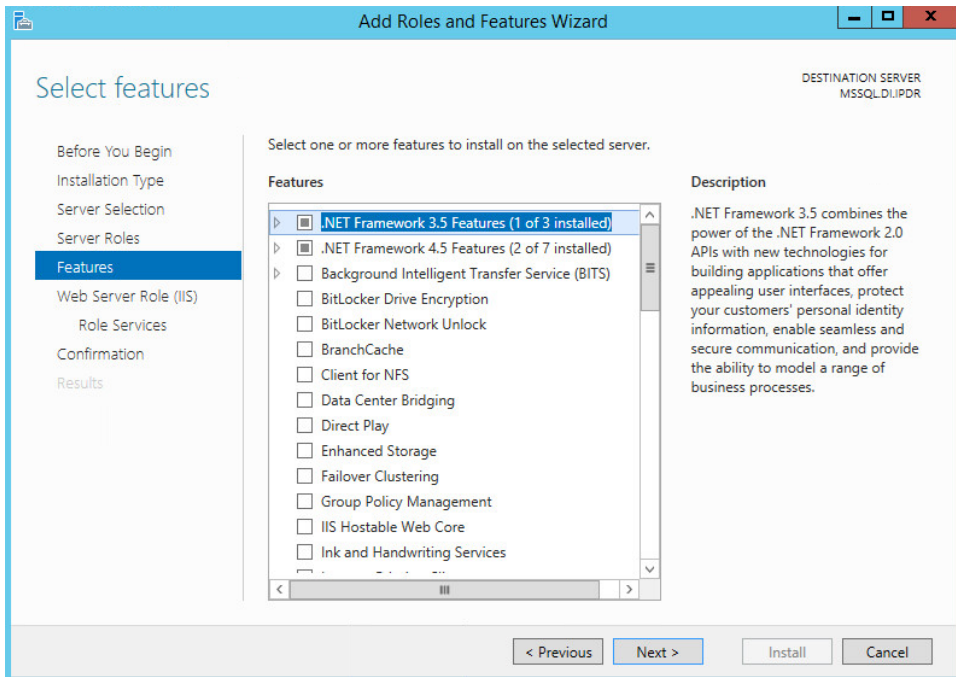 Add Roles and Features Wizard
Select features
DESTINATION SERVER
MSSQL.DI.IPDR
Before You Begin
Installation Type
Server Selection
Server Roles
Features
Web Server Role (IIS)
Role Services
Confirmation
Results
Select one or more features to install on the selected server.
Features
.NET Framework 3.5 Features (1 of 3 installed)
.NET Framework 4.5 Features (2 of 7 installed)
Background Intelligent Transfer Service (BITS)
BitLocker Drive Encryption
BitLocker Network Unlock
BranchCache
Client for NFS
Data Center Bridging
Direct Play
Enhanced Storage
Failover Clustering
Group Policy Management
IIS Hostable Web Core
Ink and Handwriting Services
Description
.NET Framework 3.5 combines the
power of the .NET Framework 2.0
APIs with new technologies for
building applications that offer
appealing user interfaces, protect
your customers' personal identity
information, enable seamless and
secure communication, and provide
the ability to model a range of
business processes.
< Previous
Next >
Install
Cancel